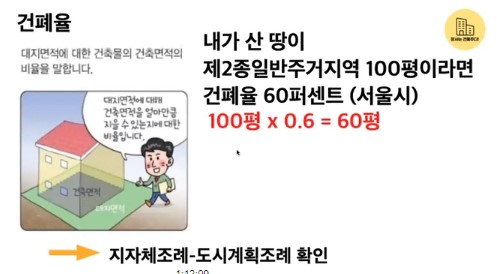 건폐율
대지면적에 대한 건축물의 건축면적의
비율을 말합니다.
대지면적에 대해
건축면적을 얼마만큼
지을 수 있는지에 대한
비율입니다.
건축면적
대지면적
내가 산 땅이
제2종일반주거지역 100평이라면
건폐율 60퍼센트 (서울시)
100평 x 0.6 = 60평
지자체조례-도시계획조례 확인